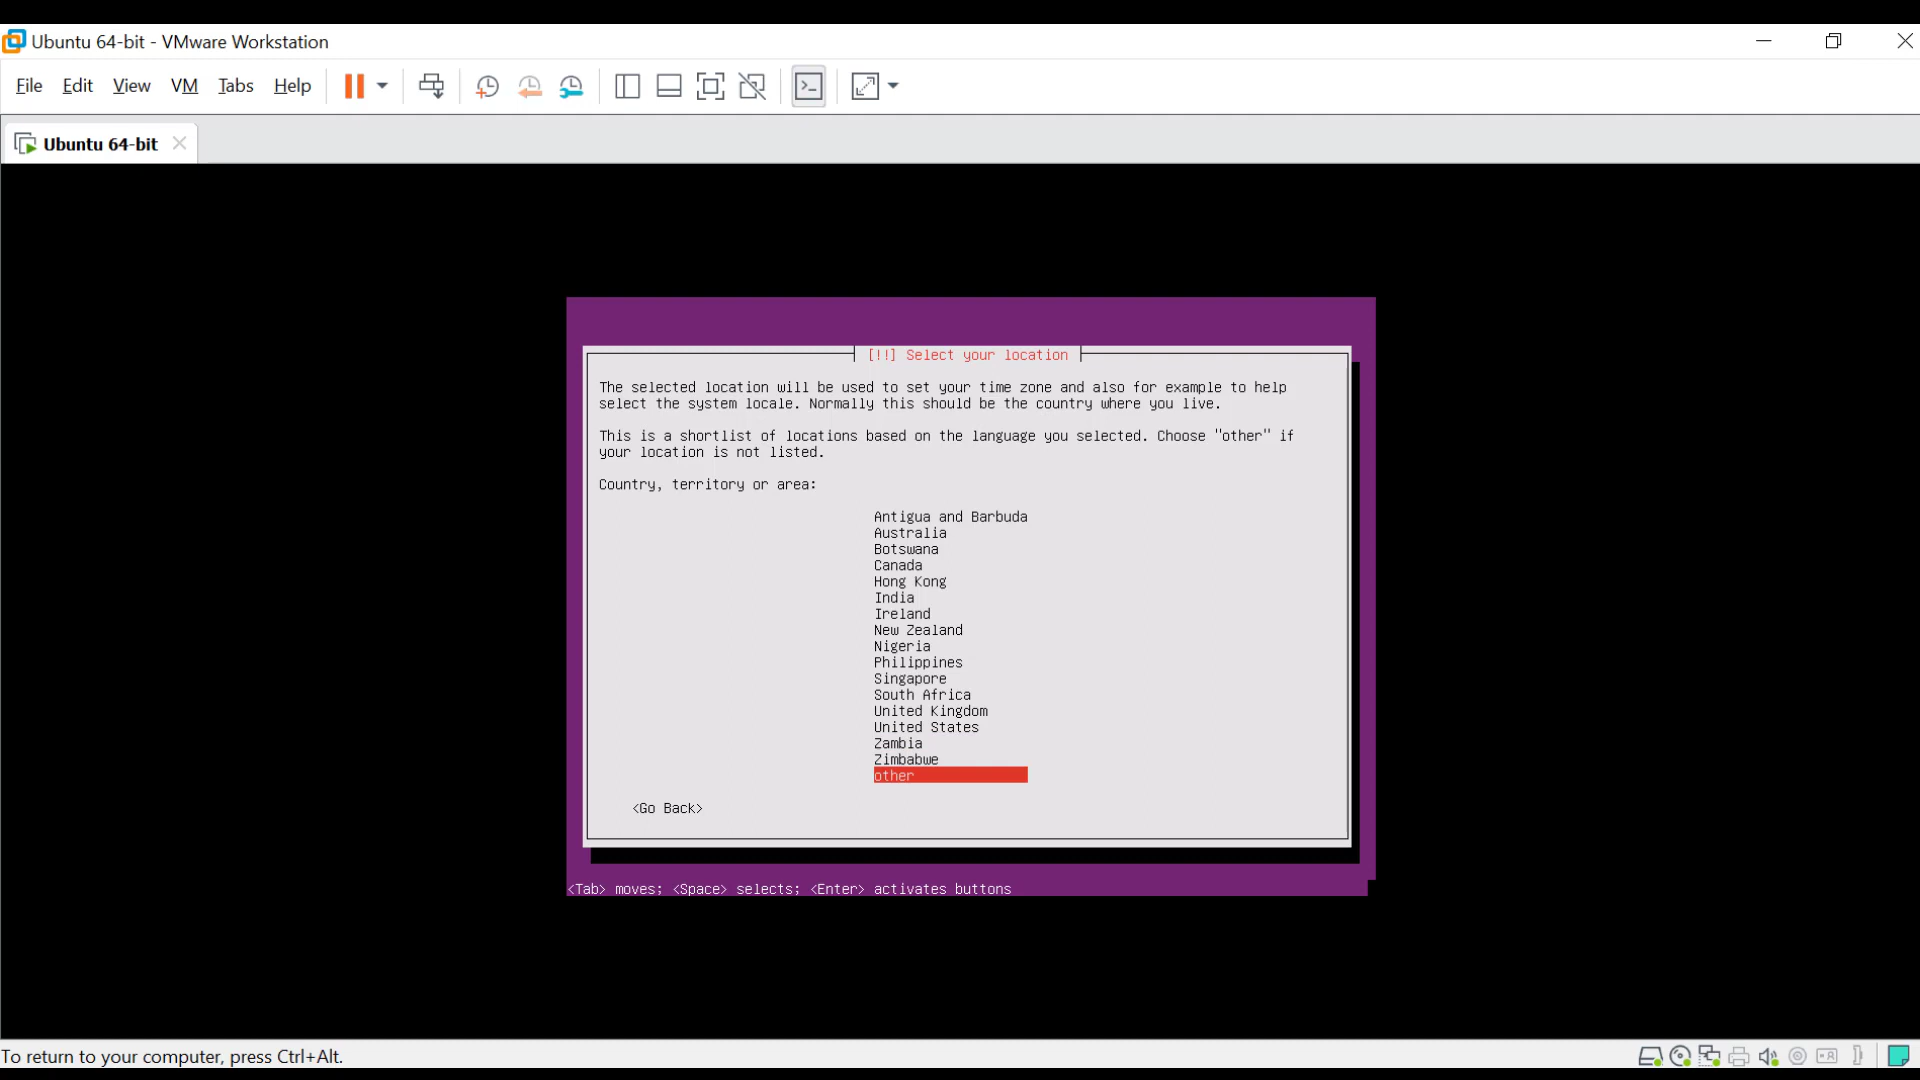 Ubuntu 64-bit - VMware Workstation
File Edit View VM Tabs Help
Ubuntu 64-bit
[!!] Select your location
The selected location will be used to set your time zone and also for example to help
select the system locale. Normally this should be the country where you live.
This is a shortlist of locations based on the language you selected. Choose "other" if
your location is not listed.
Country, territory or area:
Antigua and Barbuda
Australia
Botswana
Canada
Hong Kong
India
Ireland
New Zealand
Nigeria
Philippines
Singapore
South Africa
United Kingdom
United States
Zambia
Zimbabwe
other
<Go Back>
<Tab> moves; <Space> selects; <Enter> activates buttons
To return to your computer, press Ctrl+Alt.